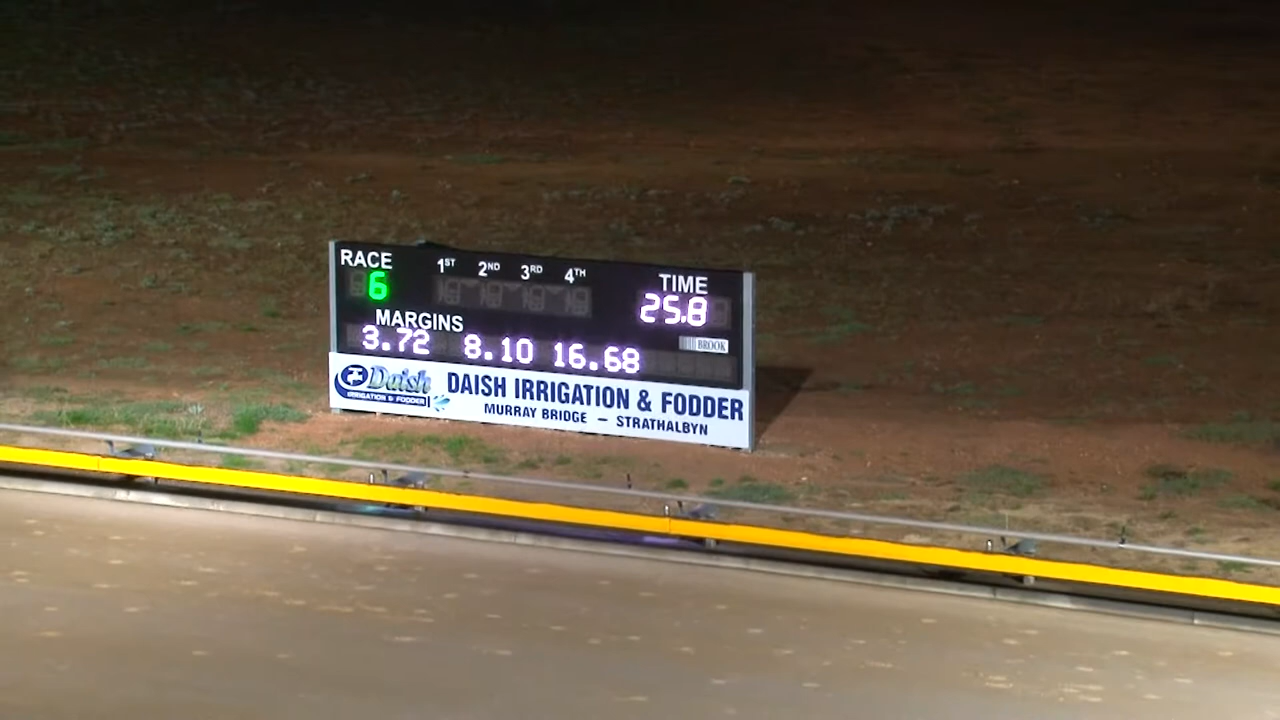 RACE 1ST 2ND 3RD 4TH TIME
6 25.8
MARGINS
3.72 8.10 16.68
BROOK
Daish
IRRIGATION & FODDER
DAISH IRRIGATION & FODDER
MURRAY BRIDGE – STRATHALBYN